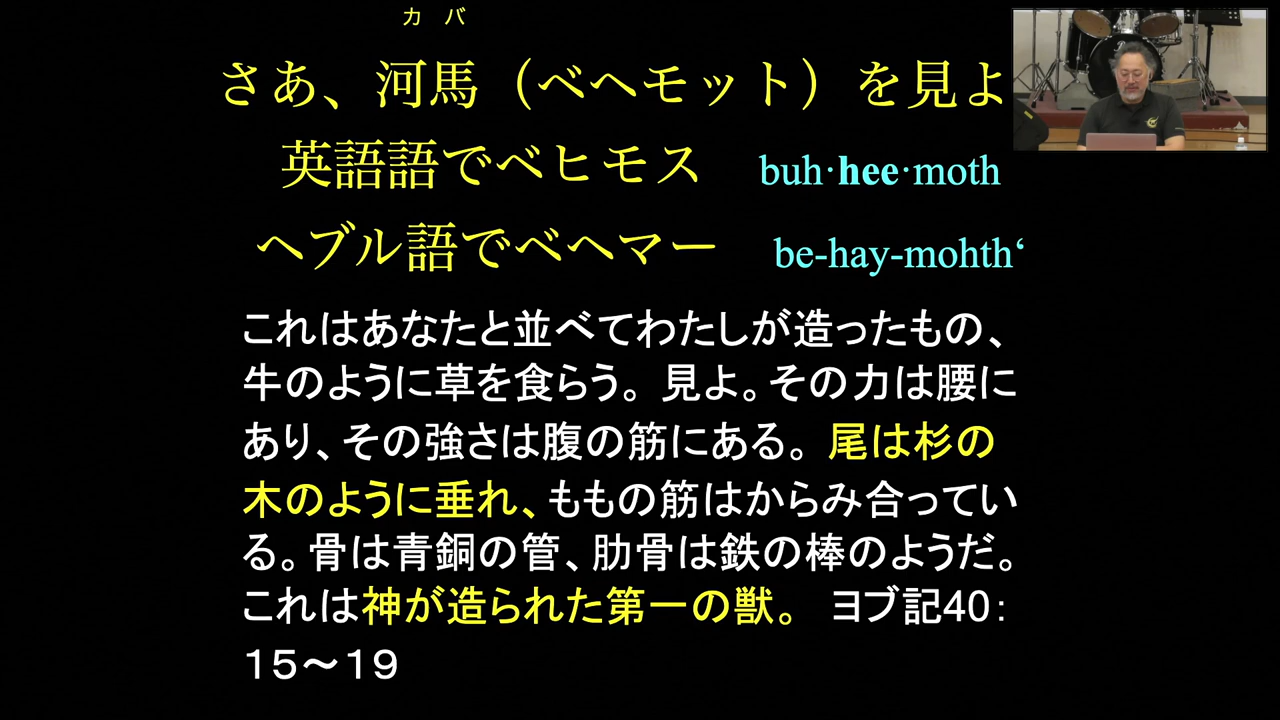 カバ
さあ、河馬（ベヘモット）を見よ
英語語でベヒモス buh·hee·moth
ヘブル語でベヘマー be-hay-mohth‘
これはあなたと並べてわたしが造ったもの、
牛のように草を食らう。見よ。その力は腰に
あり、その強さは腹の筋にある。尾は杉の
木のように垂れ、ももの筋はからみ合ってい
る。骨は青銅の管、肋骨は鉄の棒のようだ。
これは神が造られた第一の獣。 ヨブ記40：
１５～１９